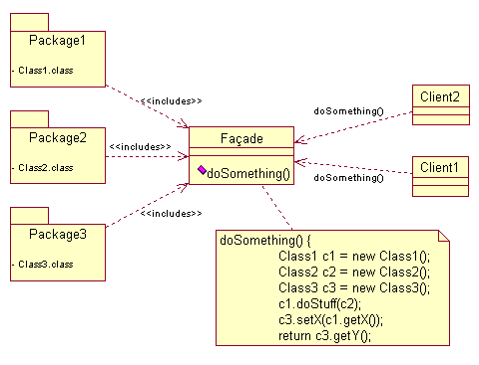 Package1
- Class1.class
<<includes>>
Package2
- Class2.class
<<includes>>
Package3
- Class3.class
<<includes>>
Façade
doSomething()
Client2
doSomething()
Client1
doSomething()
doSomething() {
Class1 c1 = new Class1();
Class2 c2 = new Class2();
Class3 c3 = new Class3();
c1.doStuff(c2);
c3.setX(c1.getX());
return c3.getY();